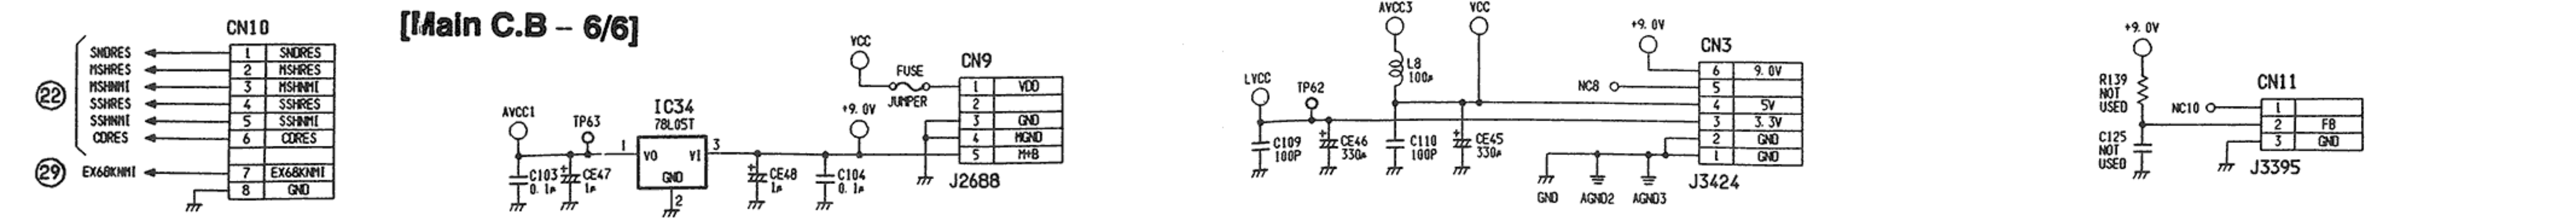 [Main C.B – 6/6]
CN10
SNDRES 1 SNDRES
MSHRES 2 MSHRES
MSHNMI 3 MSHNMI
22 SSHRES 4 SSHRES
SSHNMI 5 SSHNMI
CDRES 6 CDRES
29 EX68KNMI 7 EX68KNMI
8 GND
AVCC1
TP63
IC34
78L05T
1 VO VI 3
GND
2
C103
0.1μ
CE47
1μ
CE48
1μ
C104
0.1μ
VCC
FUSE
JUMPER
+9.0V
CN9
1 VDD
2
3 GND
4 MGND
5 M+B
J2688
LVCC
TP62
AVCC3
L8
100μ
VCC
C109
100P
CE46
330μ
C110
100P
CE45
330μ
+9.0V
NC8
CN3
6 9.0V
5
4 5V
3 3.3V
2 GND
1 GND
J3424
GND AGND2 AGND3
+9.0V
R139
NOT
USED
C125
NOT
USED
NC10
CN11
1
2 FB
3 GND
J3395